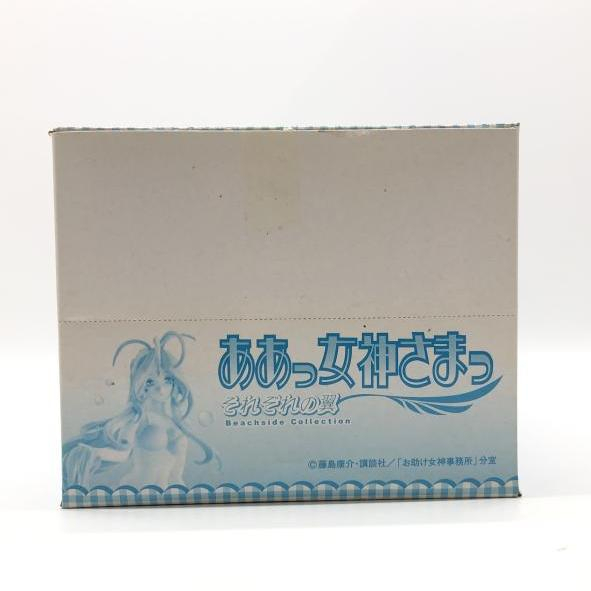 ああっ女神さまっ
それぞれの翼
Beachside Collection
©藤島康介・講談社／「お助け女神事務所」分室